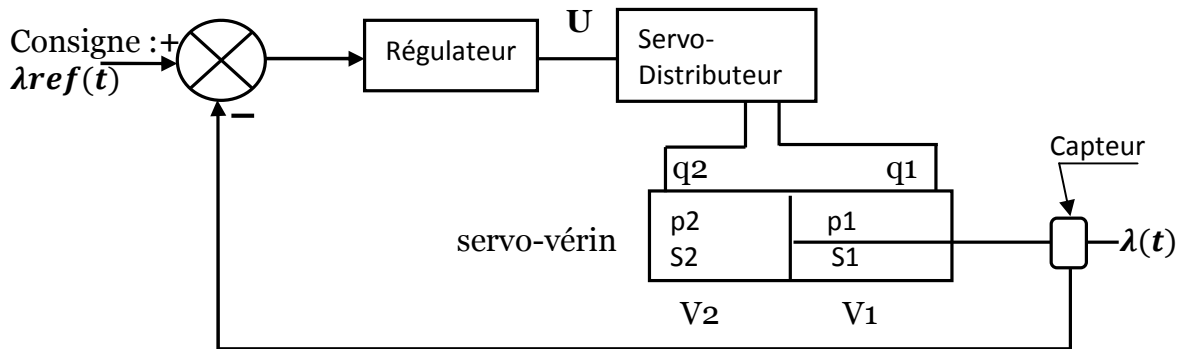 Consigne :+
λref(t)
−
Régulateur
U
Servo-
Distributeur
q2
q1
Capteur
servo-vérin
p2
S2
p1
S1
λ(t)
V2
V1